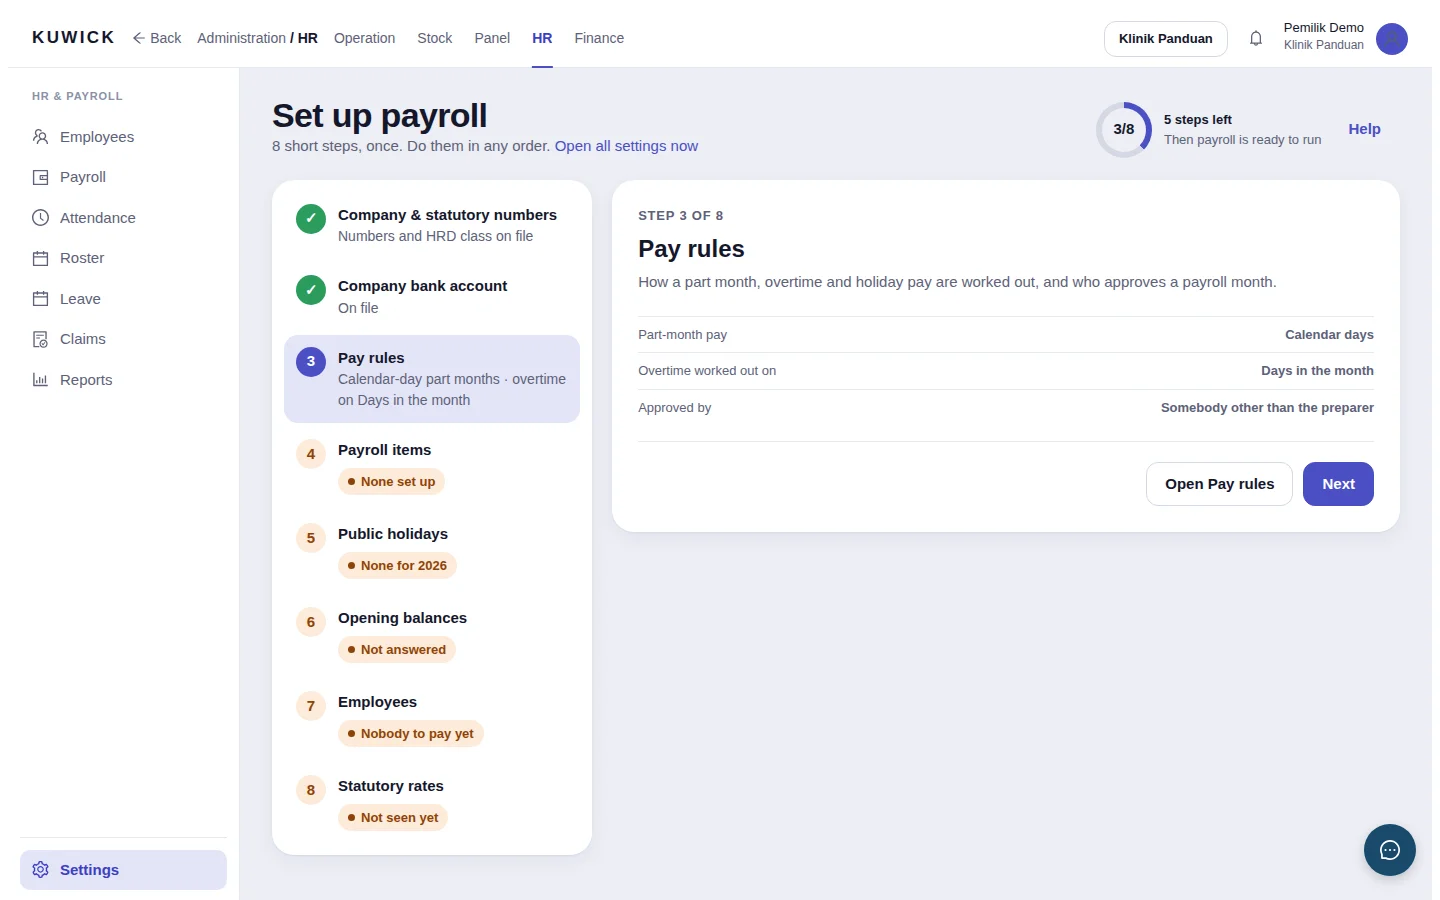 KUWICK
Back
Administration / HR
Operation
Stock
Panel
HR
Finance
Klinik Panduan
Pemilik Demo
Klinik Panduan
HR & PAYROLL
Employees
Payroll
Attendance
Roster
Leave
Claims
Reports
Settings
Set up payroll
8 short steps, once. Do them in any order. Open all settings now
3/8
5 steps left
Then payroll is ready to run
Help
✓
Company & statutory numbers
Numbers and HRD class on file
✓
Company bank account
On file
3
Pay rules
Calendar-day part months · overtime
on Days in the month
4
Payroll items
None set up
5
Public holidays
None for 2026
6
Opening balances
Not answered
7
Employees
Nobody to pay yet
8
Statutory rates
Not seen yet
STEP 3 OF 8
Pay rules
How a part month, overtime and holiday pay are worked out, and who approves a payroll month.
Part-month pay Calendar days
Overtime worked out on Days in the month
Approved by Somebody other than the preparer
Open Pay rules
Next